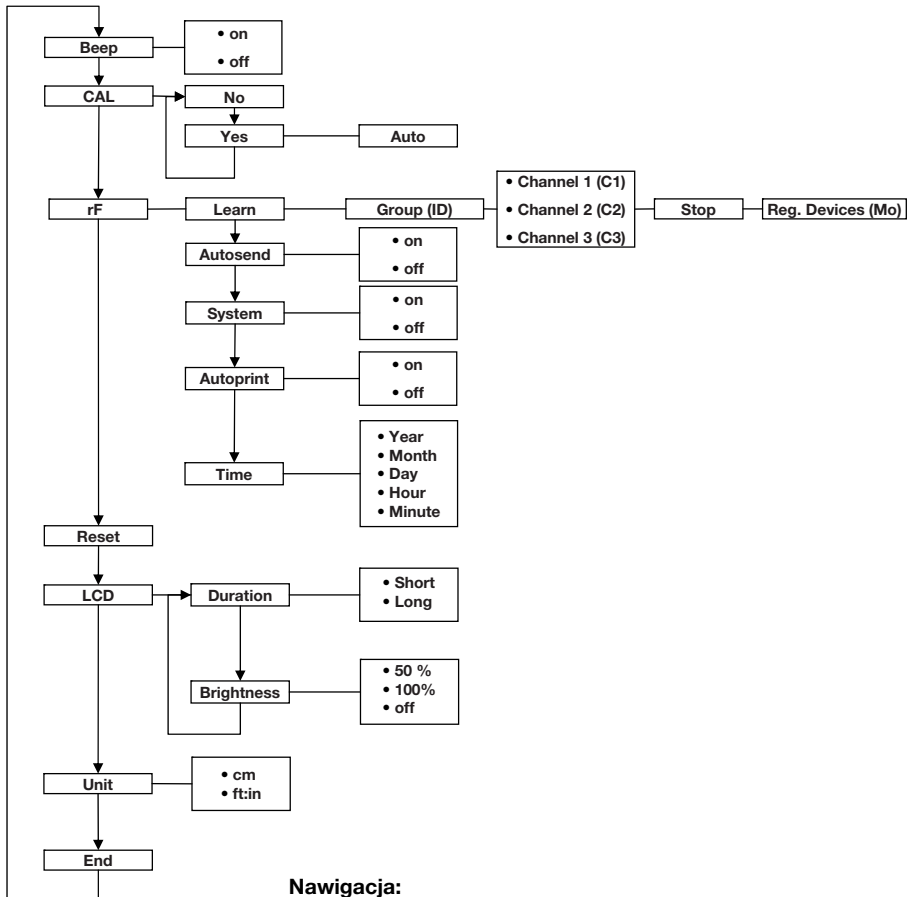 Beep
• on
• off
CAL
No
Yes
Auto
rF
Learn
Group (ID)
• Channel 1 (C1)
• Channel 2 (C2)
• Channel 3 (C3)
Stop
Reg. Devices (Mo)
Autosend
• on
• off
System
• on
• off
Autoprint
• on
• off
Time
• Year
• Month
• Day
• Hour
• Minute
Reset
LCD
Duration
• Short
• Long
Brightness
• 50 %
• 100%
• off
Unit
• cm
• ft:in
End
Nawigacja: